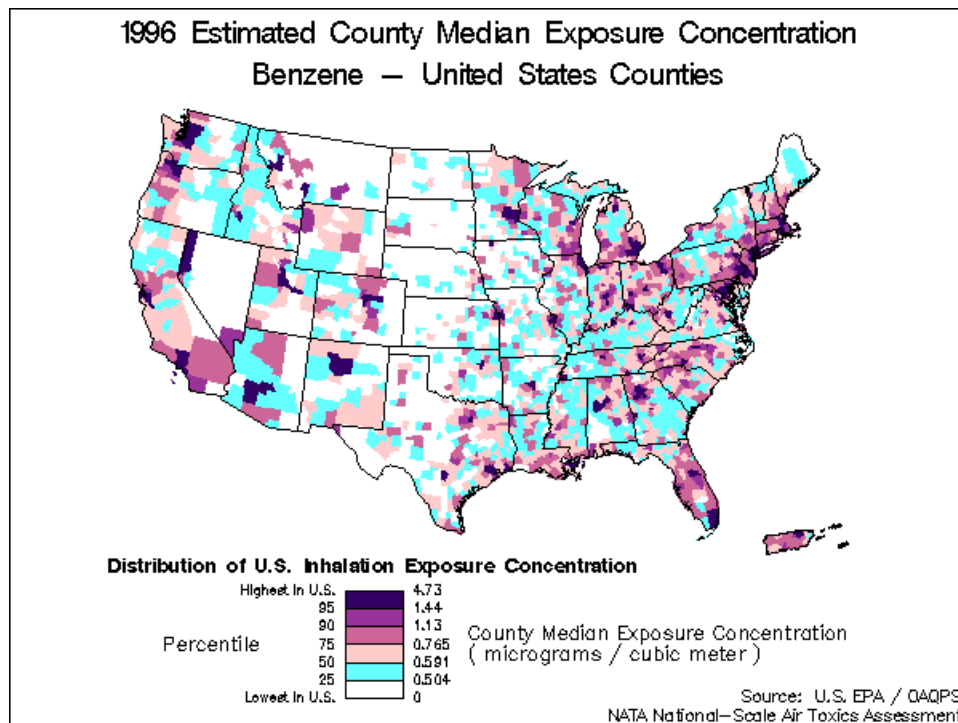 1996 Estimated County Median Exposure Concentration
Benzene — United States Counties
Distribution of U.S. Inhalation Exposure Concentration
Highest In U.S. 4.73
95 1.44
90 1.13
75 0.765
50 0.591
25 0.504
Lowest In U.S. 0
Percentile
County Median Exposure Concentration
( micrograms / cubic meter )
Source: U.S. EPA / OAQPS
NATA National-Scale Air Toxics Assessment